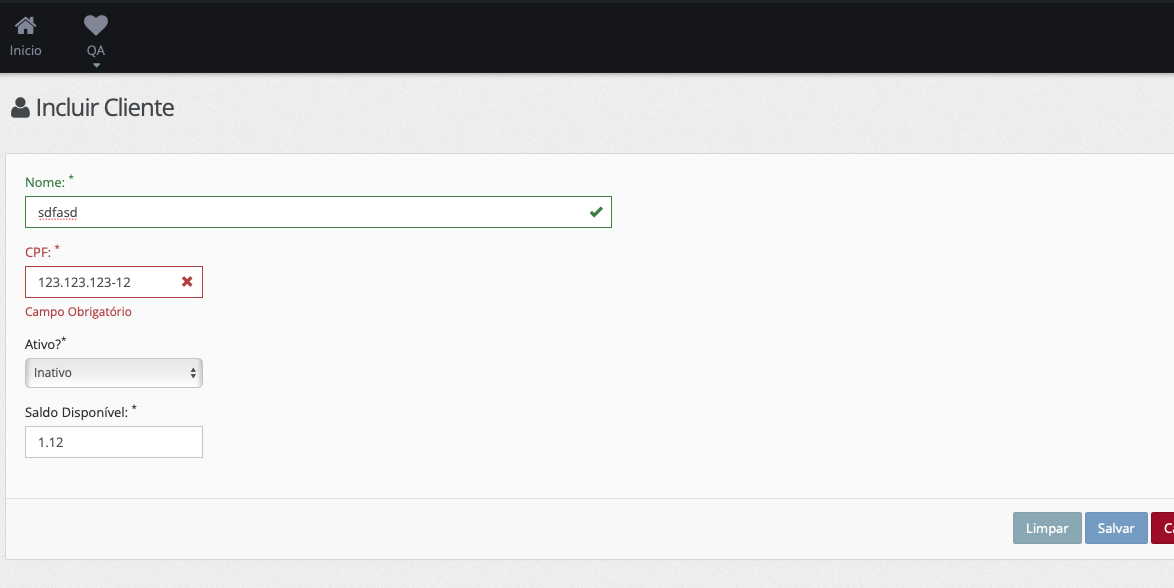 Inicio
QA
Incluir Cliente
Nome: *
sdfasd
CPF: *
123.123.123-12
Campo Obrigatório
Ativo?*
Inativo
Saldo Disponível: *
1.12
Limpar Salvar